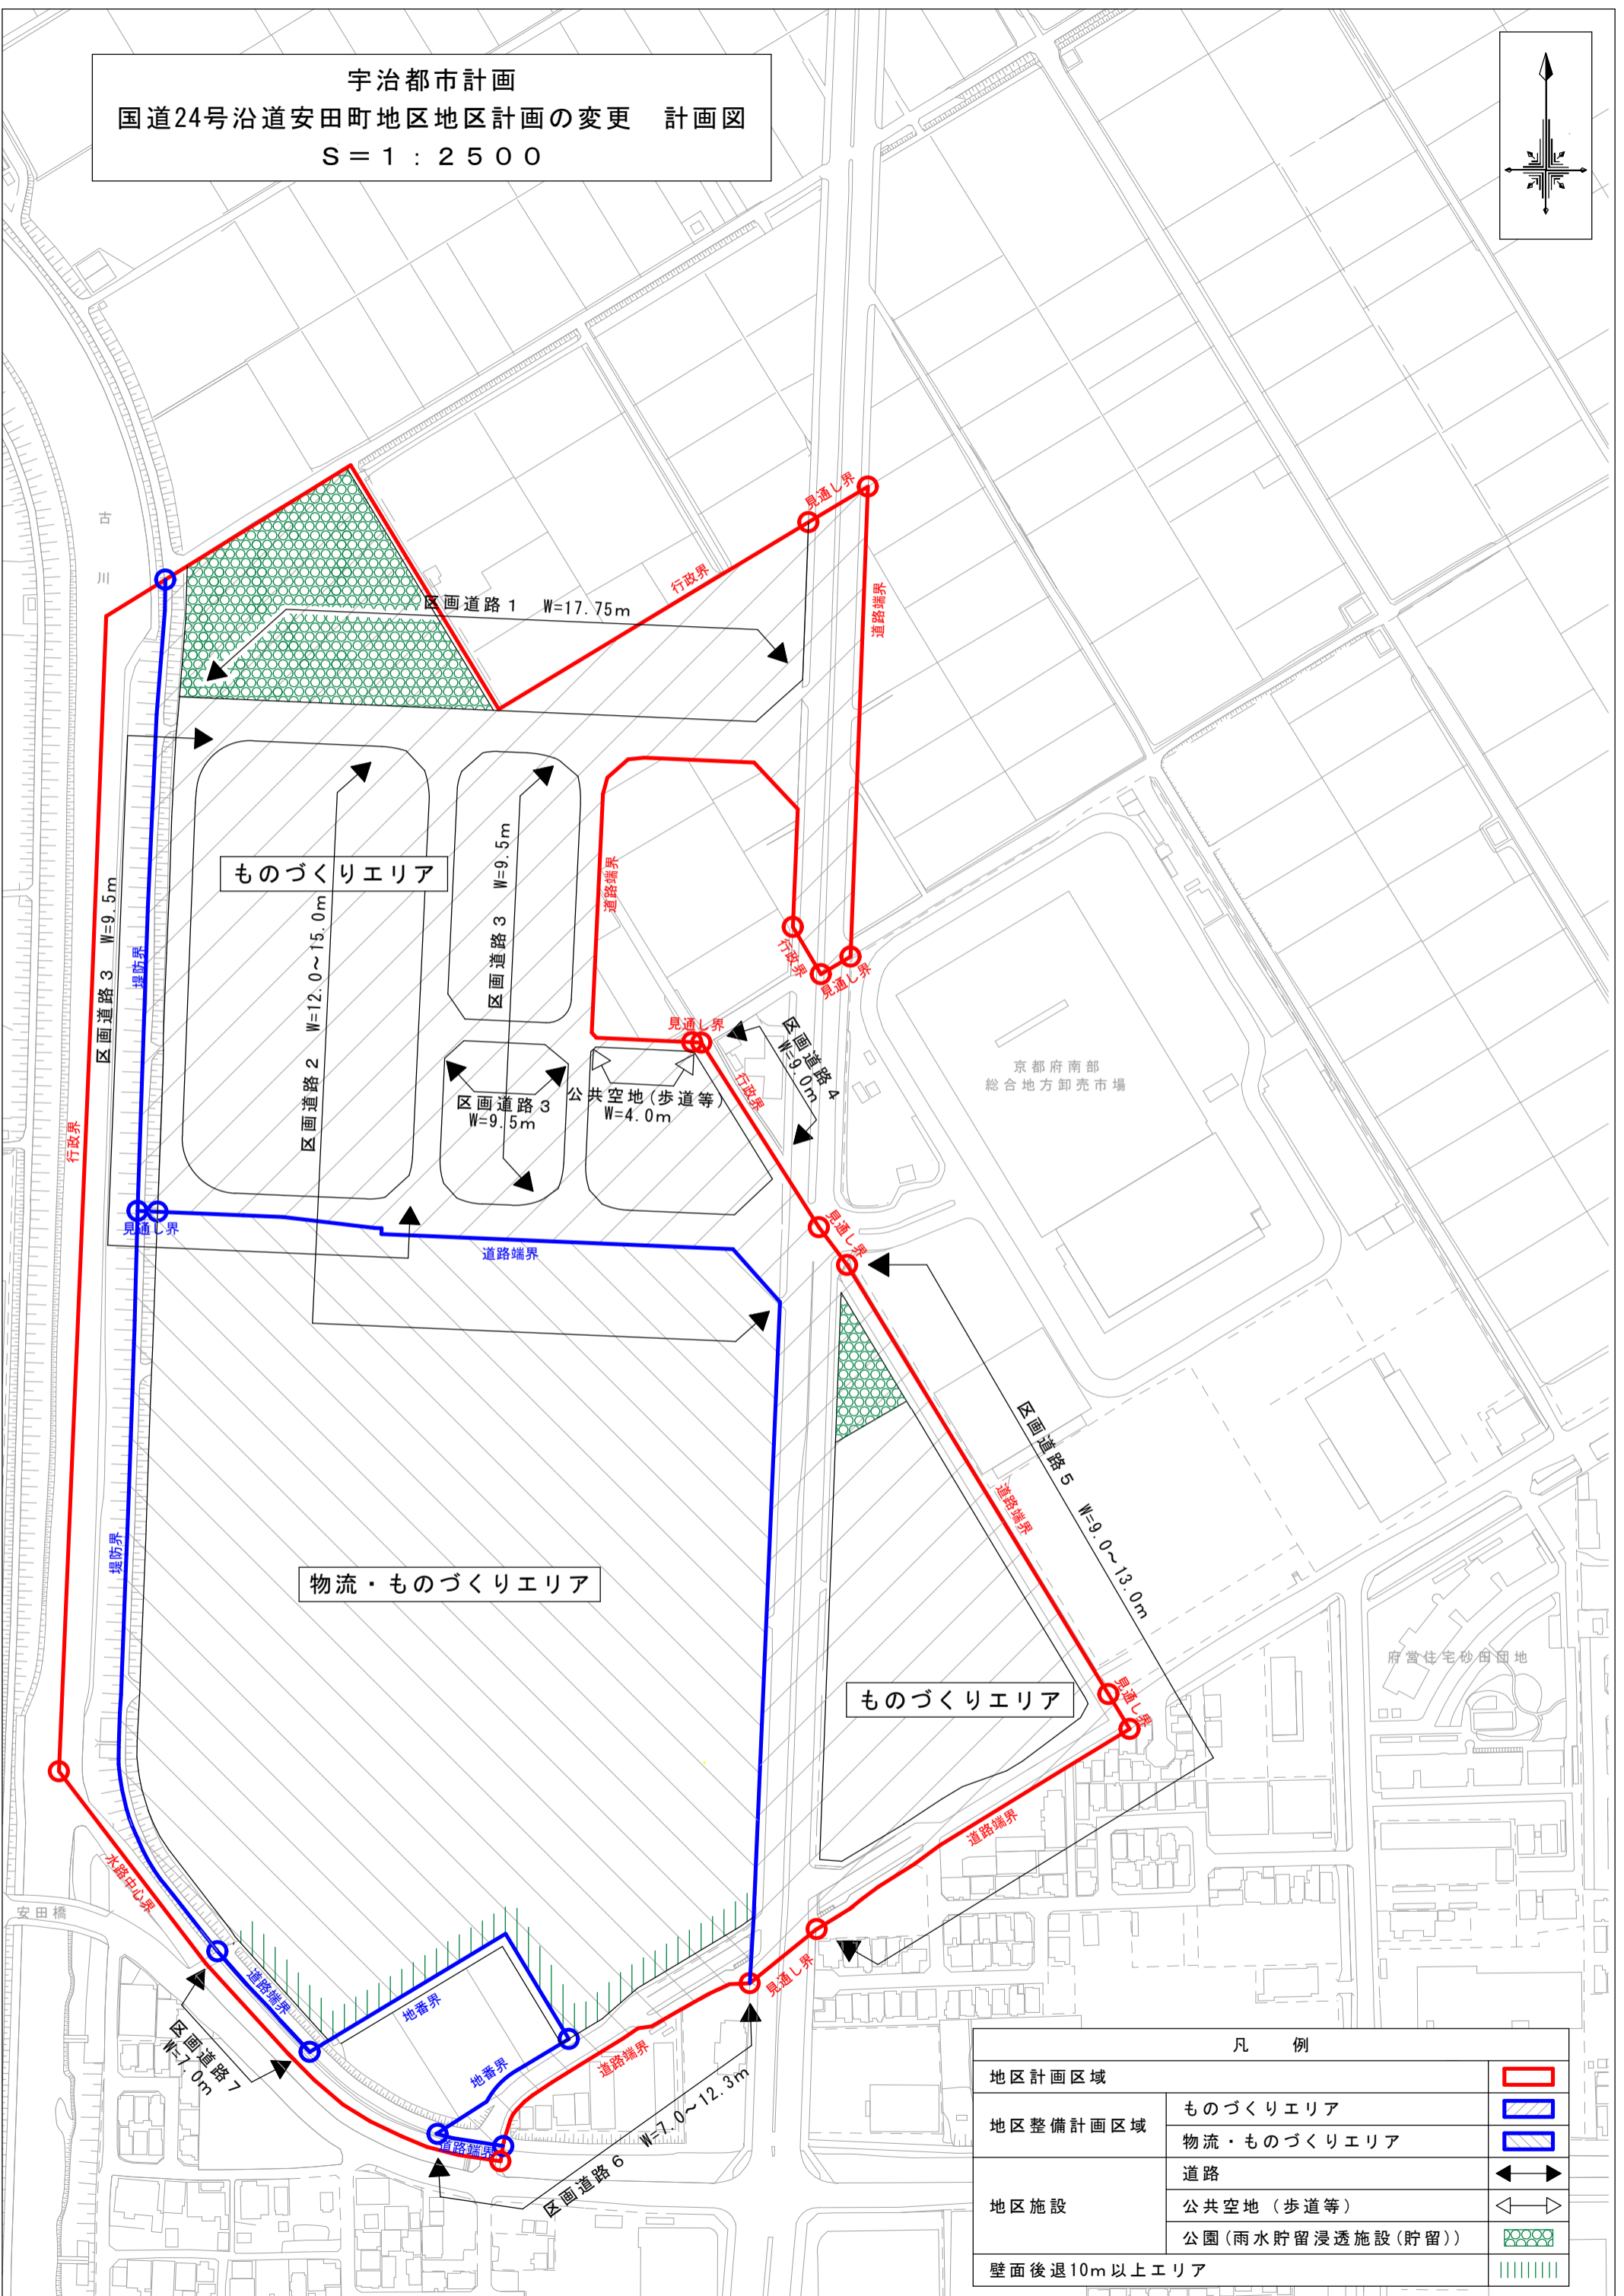 宇治都市計画
国道24号沿道安田町地区地区計画の変更　計画図
S＝1：2500
古
川
見通し界
行政界
道路端界
区画道路1　W=17.75m
ものづくりエリア
区画道路3　W=9.5m
堤防界
区画道路2　W=12.0～15.0m
区画道路3　W=9.5m
道路端界
行政界
見通し界
見通し界
区画道路4
W=9.0m
京都府南部
総合地方卸売市場
行政界
区画道路3
W=9.5m
公共空地(歩道等)
W=4.0m
行政界
見通し界
道路端界
見通し界
区画道路5　W=9.0～13.0m
道路端界
堤防界
物流・ものづくりエリア
ものづくりエリア
府営住宅砂田団地
見通し界
道路端界
水路中心界
安田橋
道路端界
地番界
見通し界
区画道路7
W=7.0m
地番界
道路端界
道路端界
区画道路6　W=7.0～12.3m
凡　例
地区計画区域
地区整備計画区域
ものづくりエリア
物流・ものづくりエリア
地区施設
道路
公共空地（歩道等）
公園(雨水貯留浸透施設(貯留))
壁面後退10m以上エリア